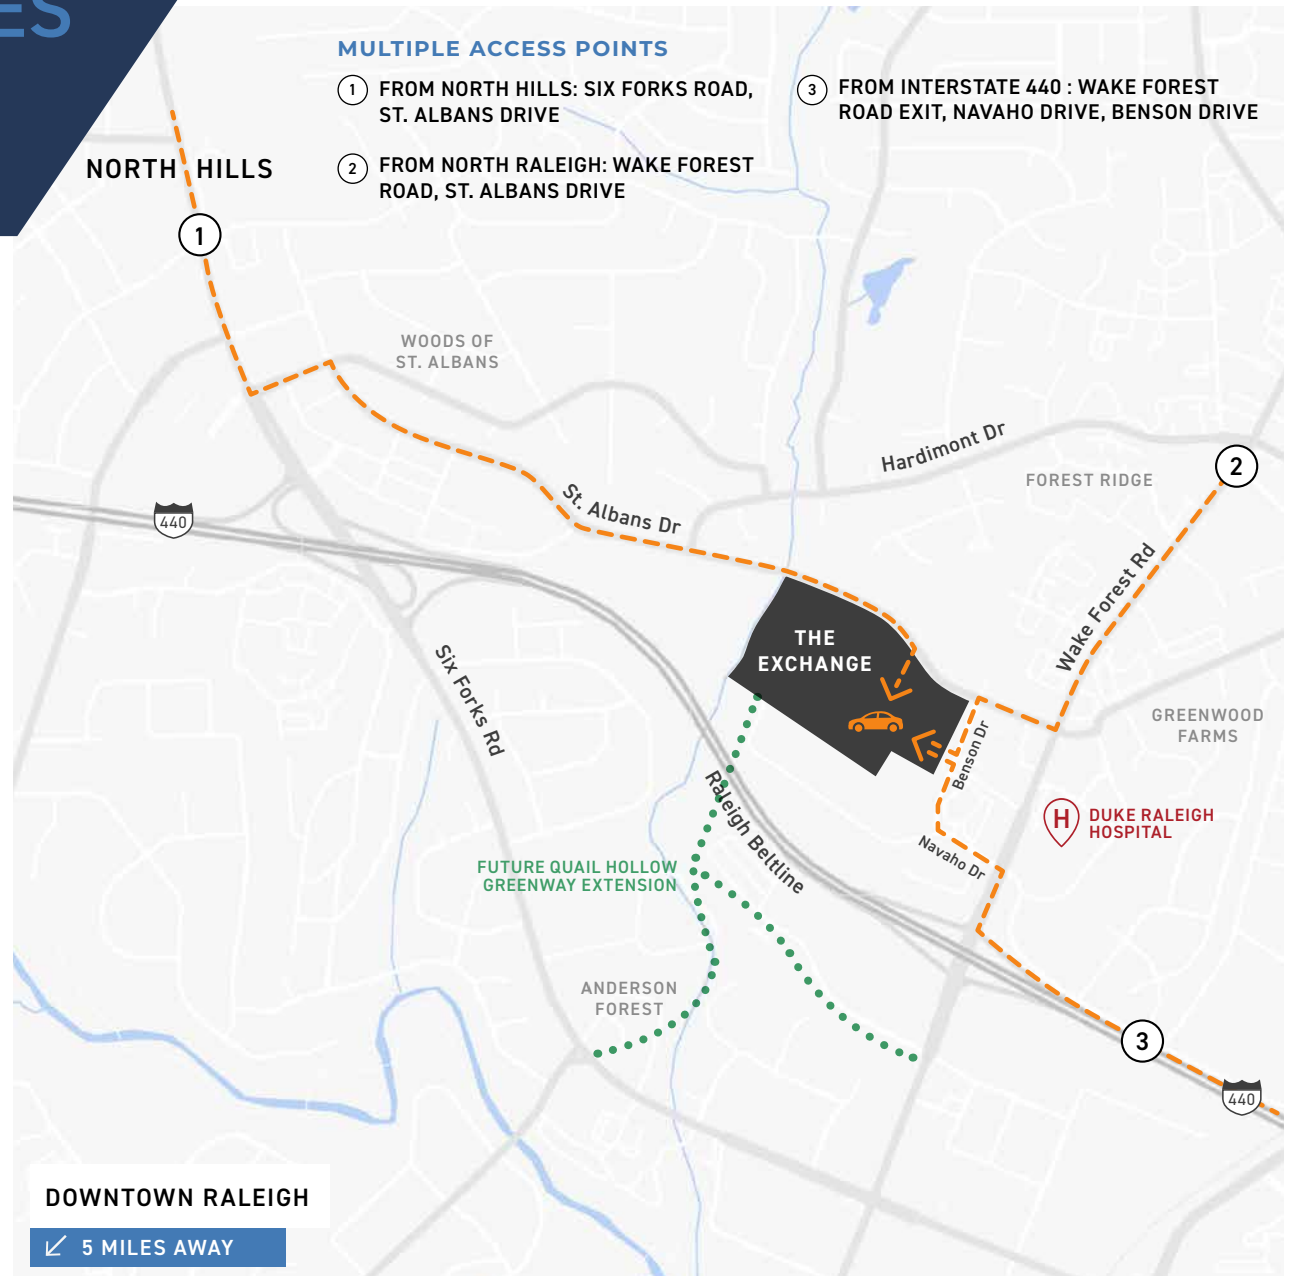 ES
MULTIPLE ACCESS POINTS
1 FROM NORTH HILLS: SIX FORKS ROAD,
ST. ALBANS DRIVE
2 FROM NORTH RALEIGH: WAKE FOREST
ROAD, ST. ALBANS DRIVE
3 FROM INTERSTATE 440 : WAKE FOREST
ROAD EXIT, NAVAHO DRIVE, BENSON DRIVE
NORTH HILLS
1
WOODS OF
ST. ALBANS
Hardimont Dr
2
FOREST RIDGE
440
St. Albans Dr
Wake Forest Rd
THE
EXCHANGE
Six Forks Rd
GREENWOOD
FARMS
Benson Dr
Raleigh Beltline
H
DUKE RALEIGH
HOSPITAL
Navaho Dr
FUTURE QUAIL HOLLOW
GREENWAY EXTENSION
ANDERSON
FOREST
3
440
DOWNTOWN RALEIGH
5 MILES AWAY